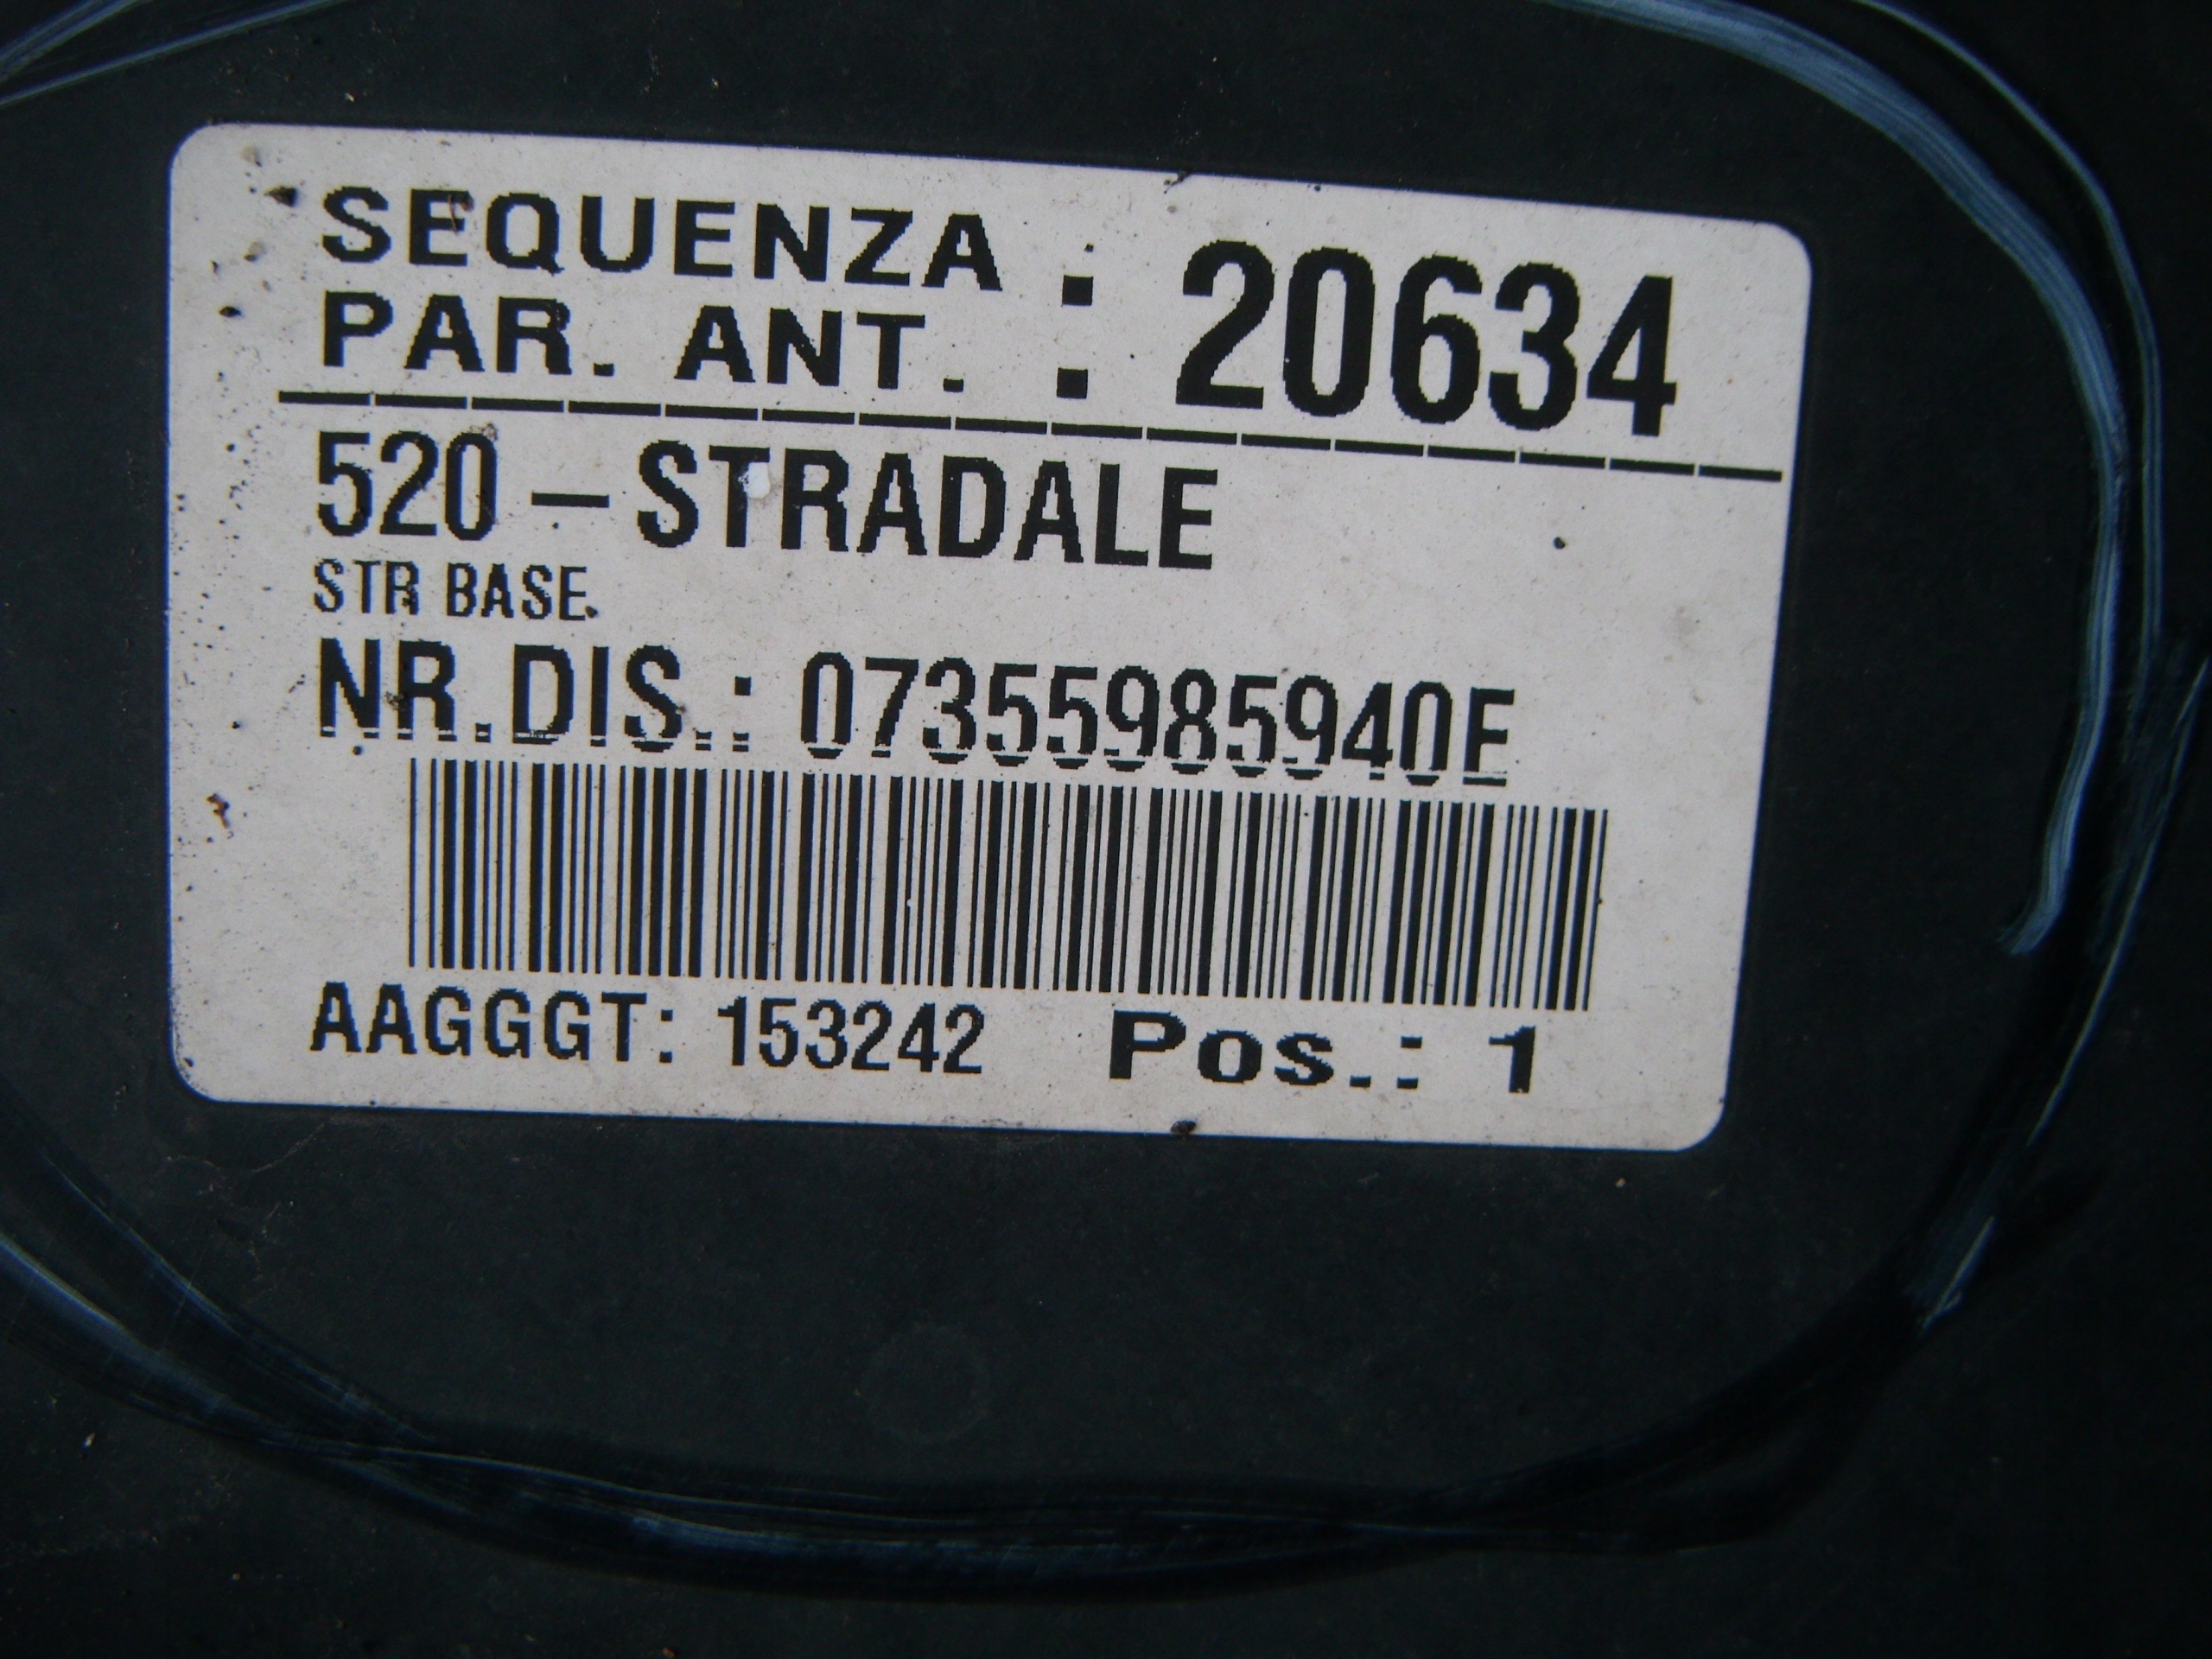 SEQUENZA
PAR. ANT. : 20634
520 - STRADALE
STR BASE
NR.DIS.: 07355985940E
AAGGGT: 153242 Pos.: 1